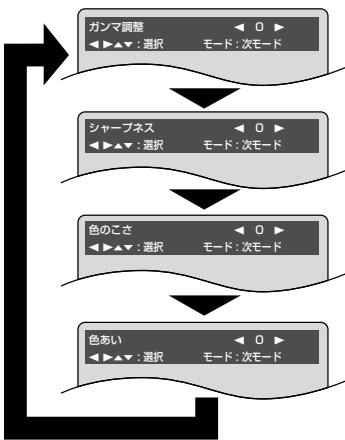 ガンマ調整 ◀ 0 ▶
◀ ▶ ▲ ▼ : 選択 モード : 次モード
シャープネス ◀ 0 ▶
◀ ▶ ▲ ▼ : 選択 モード : 次モード
色のこさ ◀ 0 ▶
◀ ▶ ▲ ▼ : 選択 モード : 次モード
色あい ◀ 0 ▶
◀ ▶ ▲ ▼ : 選択 モード : 次モード